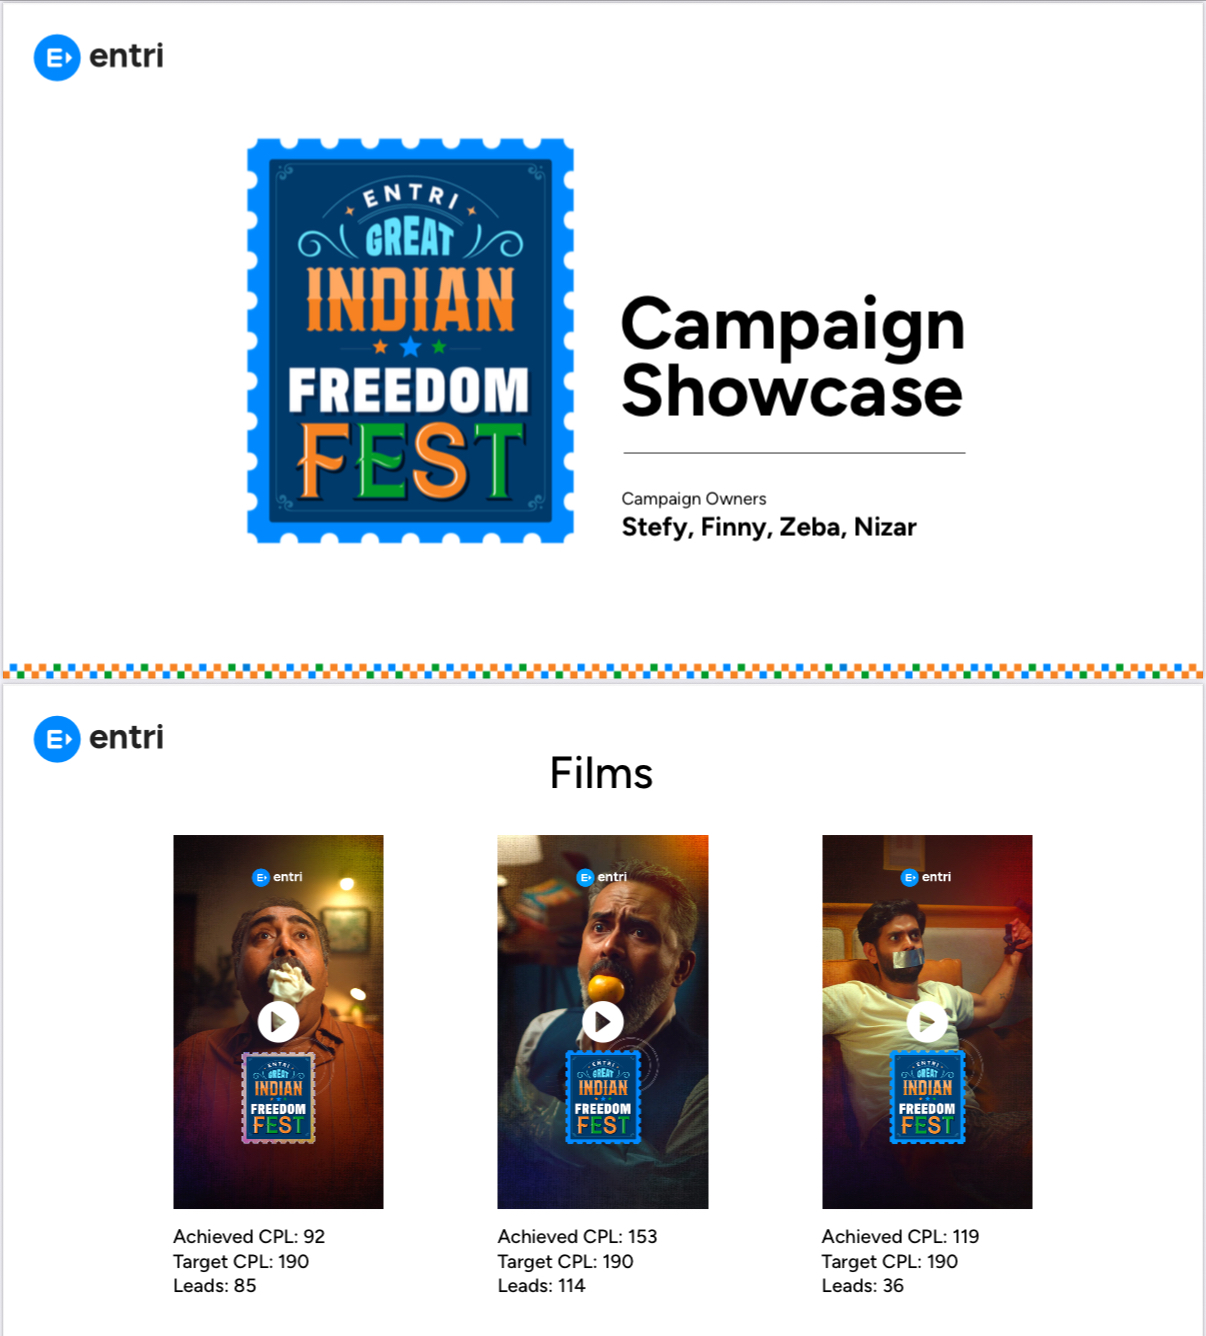 entri
ENTRI
GREAT
INDIAN
FREEDOM
FEST
Campaign
Showcase
Campaign Owners
Stefy, Finny, Zeba, Nizar
entri
Films
entri
ENTRI
GREAT
INDIAN
FREEDOM
FEST
Achieved CPL: 92
Target CPL: 190
Leads: 85
entri
ENTRI
GREAT
INDIAN
FREEDOM
FEST
Achieved CPL: 153
Target CPL: 190
Leads: 114
entri
ENTRI
GREAT
INDIAN
FREEDOM
FEST
Achieved CPL: 119
Target CPL: 190
Leads: 36